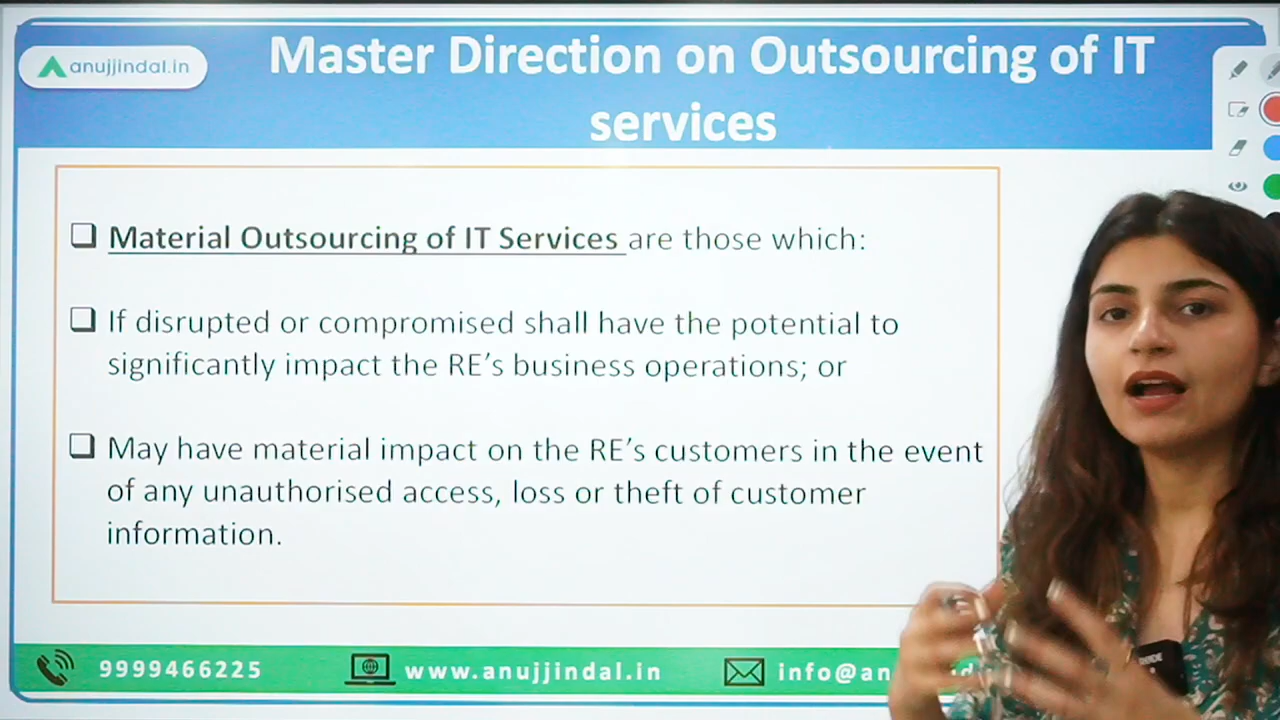 anujjindal.in
Master Direction on Outsourcing of IT
services
Material Outsourcing of IT Services are those which:
If disrupted or compromised shall have the potential to
significantly impact the RE's business operations; or
May have material impact on the RE's customers in the event
of any unauthorised access, loss or theft of customer
information.
9999466225
www.anujjindal.in